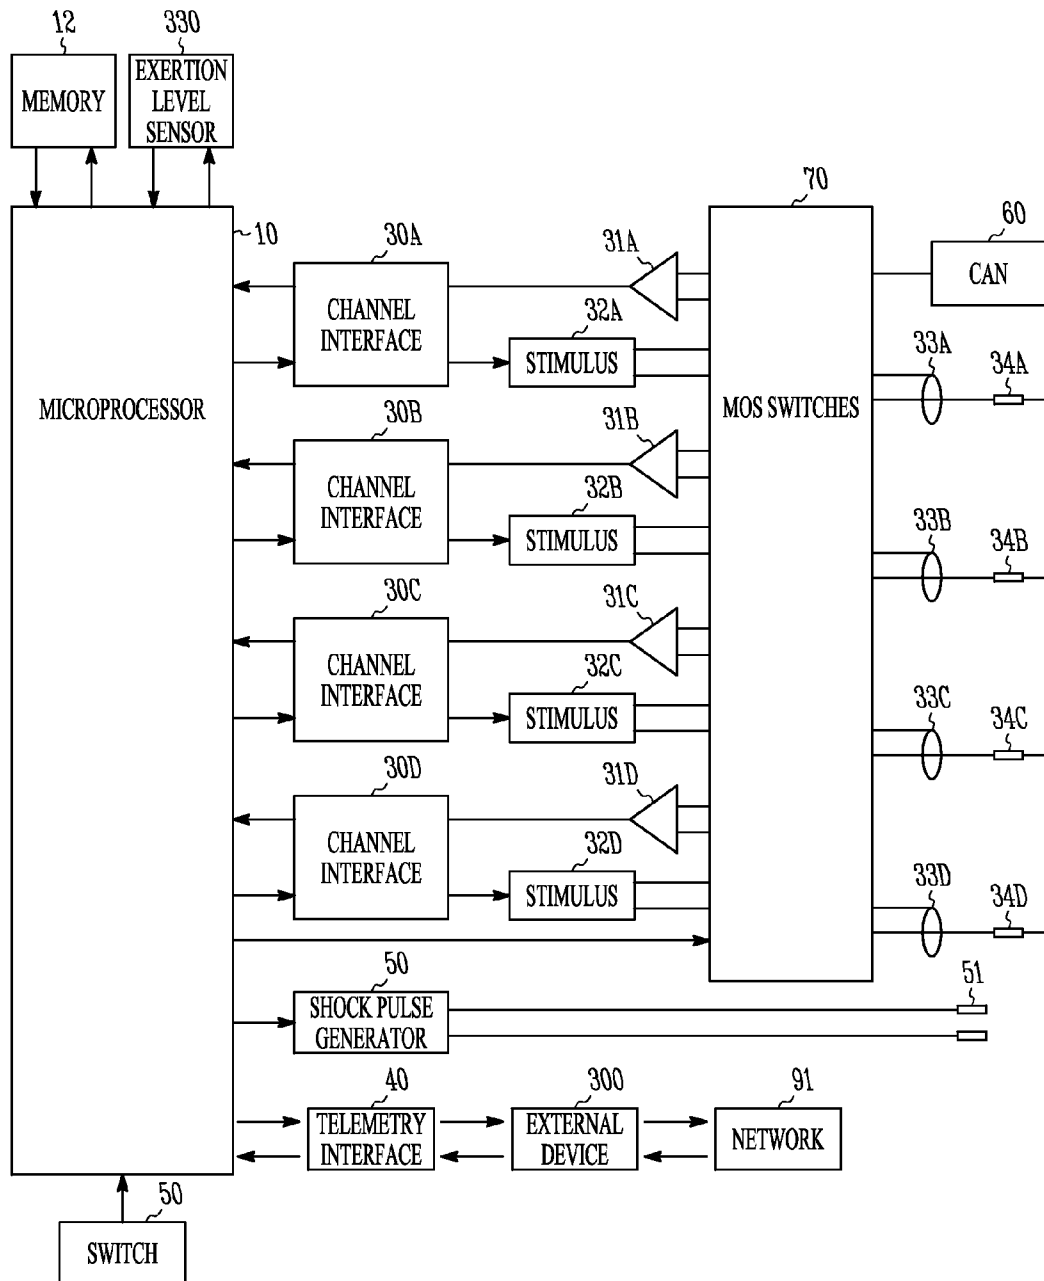 12
330
MEMORY
EXERTION
LEVEL
SENSOR
10
MICROPROCESSOR
30A
CHANNEL
INTERFACE
31A
32A
STIMULUS
70
MOS SWITCHES
60
CAN
33A
34A
30B
CHANNEL
INTERFACE
31B
32B
STIMULUS
33B
34B
30C
CHANNEL
INTERFACE
31C
32C
STIMULUS
33C
34C
30D
CHANNEL
INTERFACE
31D
32D
STIMULUS
33D
34D
50
SHOCK PULSE
GENERATOR
51
40
TELEMETRY
INTERFACE
300
EXTERNAL
DEVICE
91
NETWORK
50
SWITCH